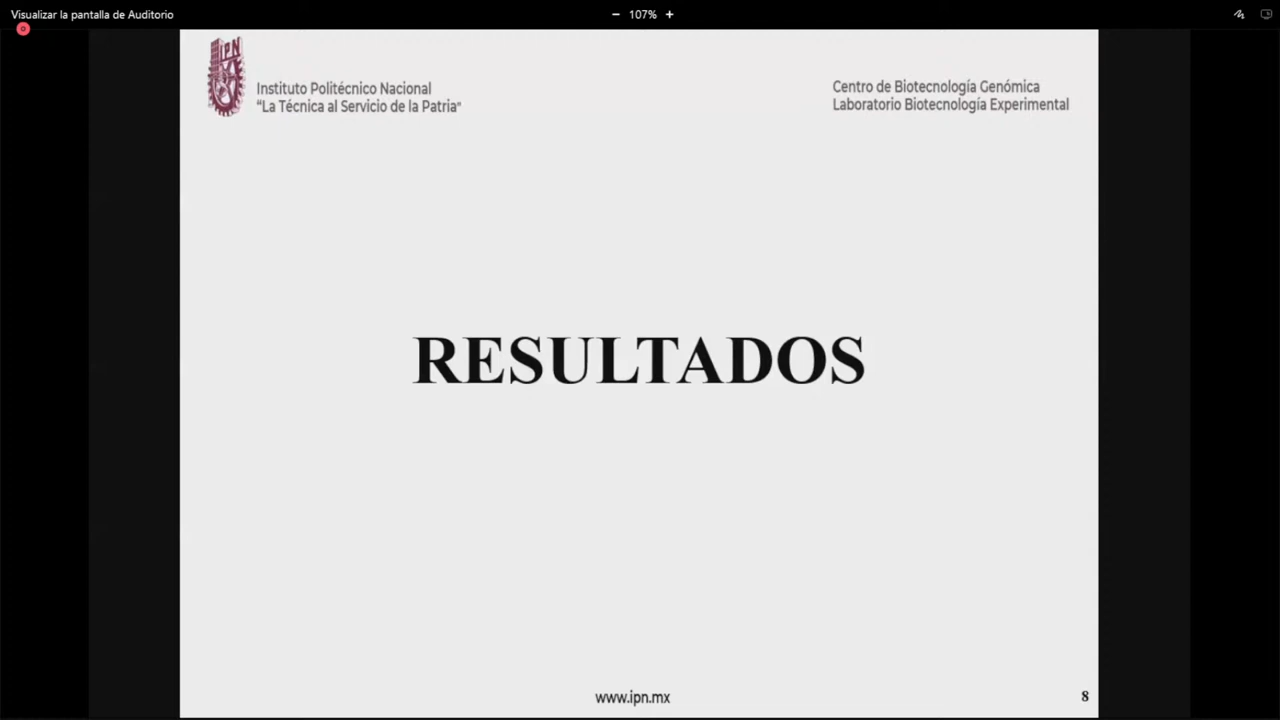 Visualizar la pantalla de Auditorio
− 107% +
IPN
Instituto Politécnico Nacional
“La Técnica al Servicio de la Patria"
Centro de Biotecnología Genómica
Laboratorio Biotecnología Experimental
RESULTADOS
www.ipn.mx
8